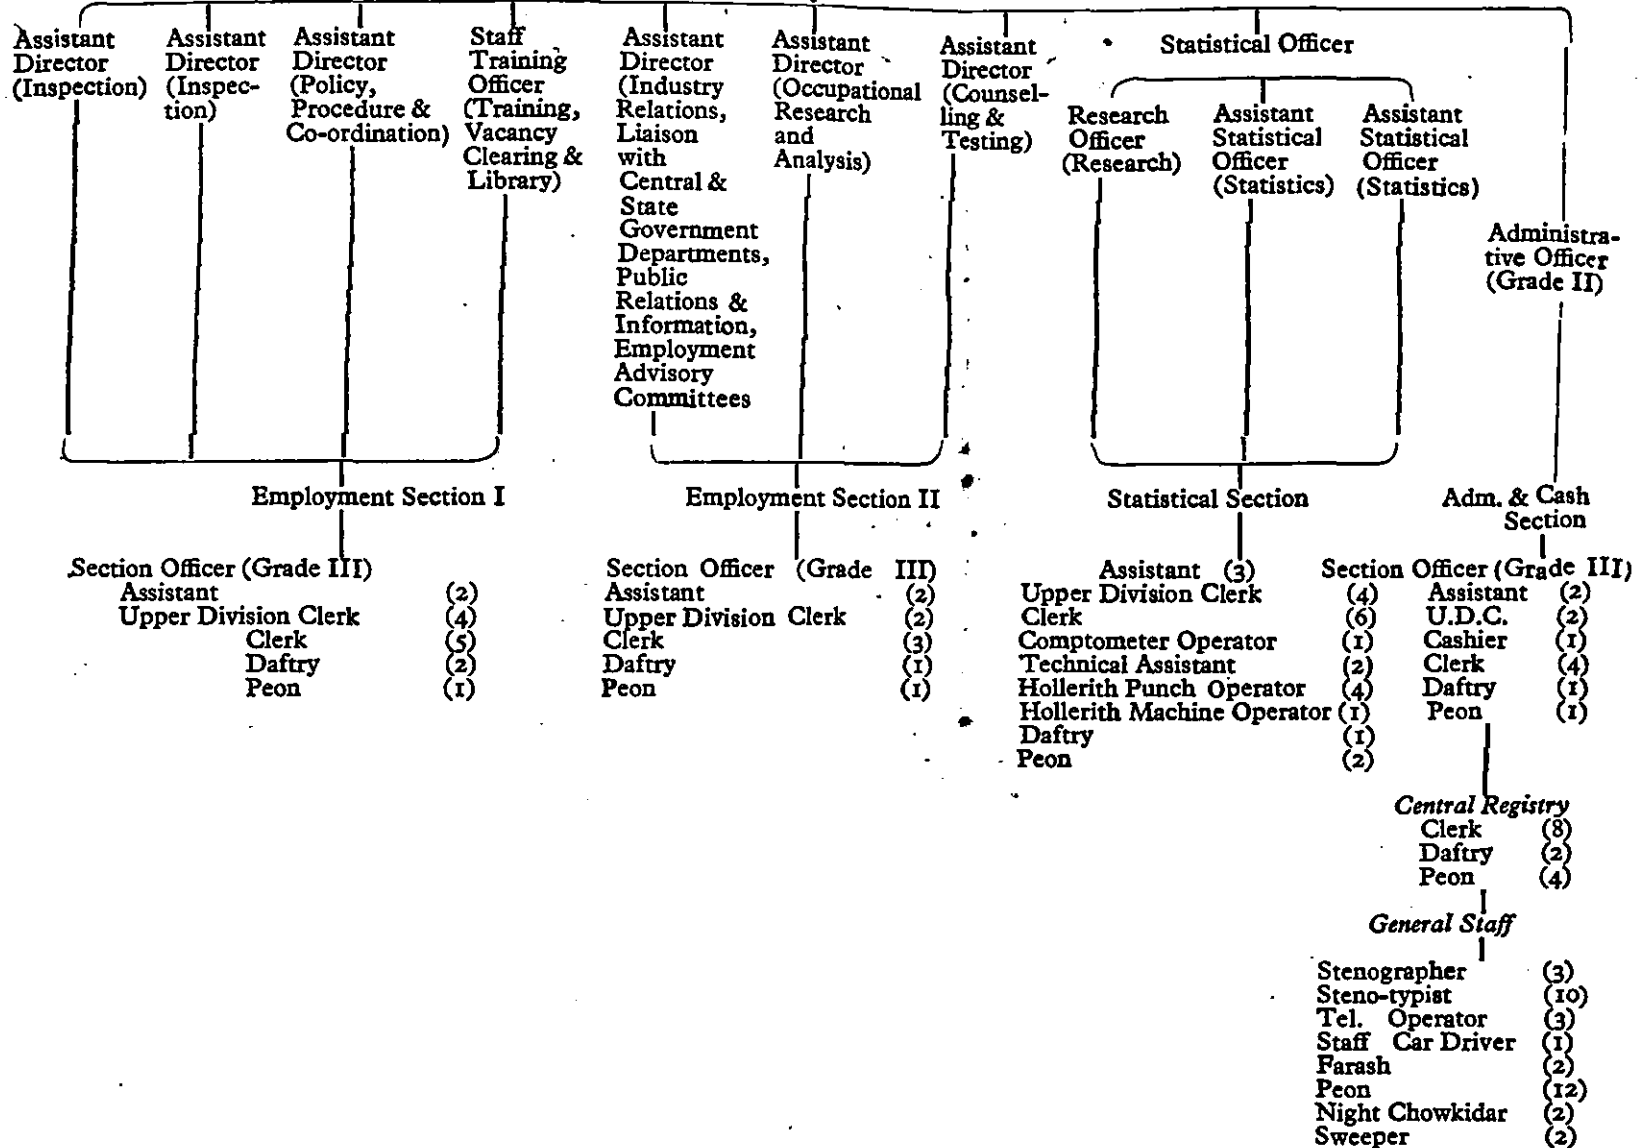 Assistant
Director
(Inspection)
Assistant
Director
(Inspec-
tion)
Assistant
Director
(Policy,
Procedure &
Co-ordination)
Staff
Training
Officer
(Training,
Vacancy
Clearing &
Library)
Assistant
Director
(Industry
Relations,
Liaison
with
Central &
State
Government
Departments,
Public
Relations &
Information,
Employment
Advisory
Committees
Assistant
Director
(Occupational
Research
and
Analysis)
Assistant
Director
(Counsel-
ling &
Testing)
Statistical Officer
Research
Officer
(Research)
Assistant
Statistical
Officer
(Statistics)
Assistant
Statistical
Officer
(Statistics)
Administra-
tive Officer
(Grade II)
Employment Section I
Section Officer (Grade III)
Assistant (2)
Upper Division Clerk (4)
Clerk (5)
Daftry (2)
Peon (1)
Employment Section II
Section Officer (Grade III)
Assistant (2)
Upper Division Clerk (2)
Clerk (3)
Daftry (1)
Peon (1)
Statistical Section
Assistant (3)
Upper Division Clerk (4)
Clerk (6)
Comptometer Operator (1)
Technical Assistant (2)
Hollerith Punch Operator (4)
Hollerith Machine Operator (1)
Daftry (1)
Peon (2)
Adm. & Cash
Section
Section Officer (Grade III)
Assistant (2)
U.D.C. (2)
Cashier (1)
Clerk (4)
Daftry (1)
Peon (1)
Central Registry
Clerk (8)
Daftry (2)
Peon (4)
General Staff
Stenographer (3)
Steno-typist (10)
Tel. Operator (3)
Staff Car Driver (1)
Farash (2)
Peon (12)
Night Chowkidar (2)
Sweeper (2)